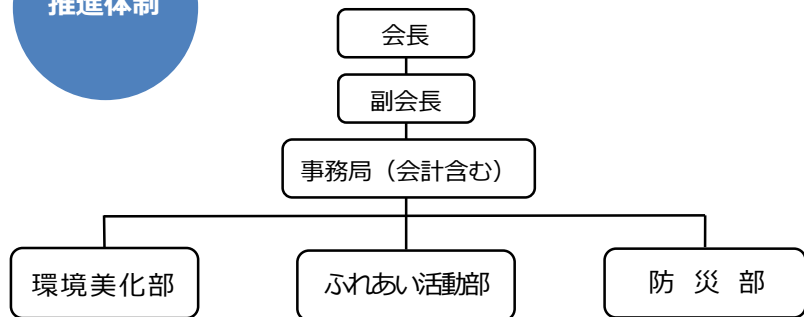 推進体制
会長
副会長
事務局（会計含む）
環境美化部
ふれあい活動部
防 災 部